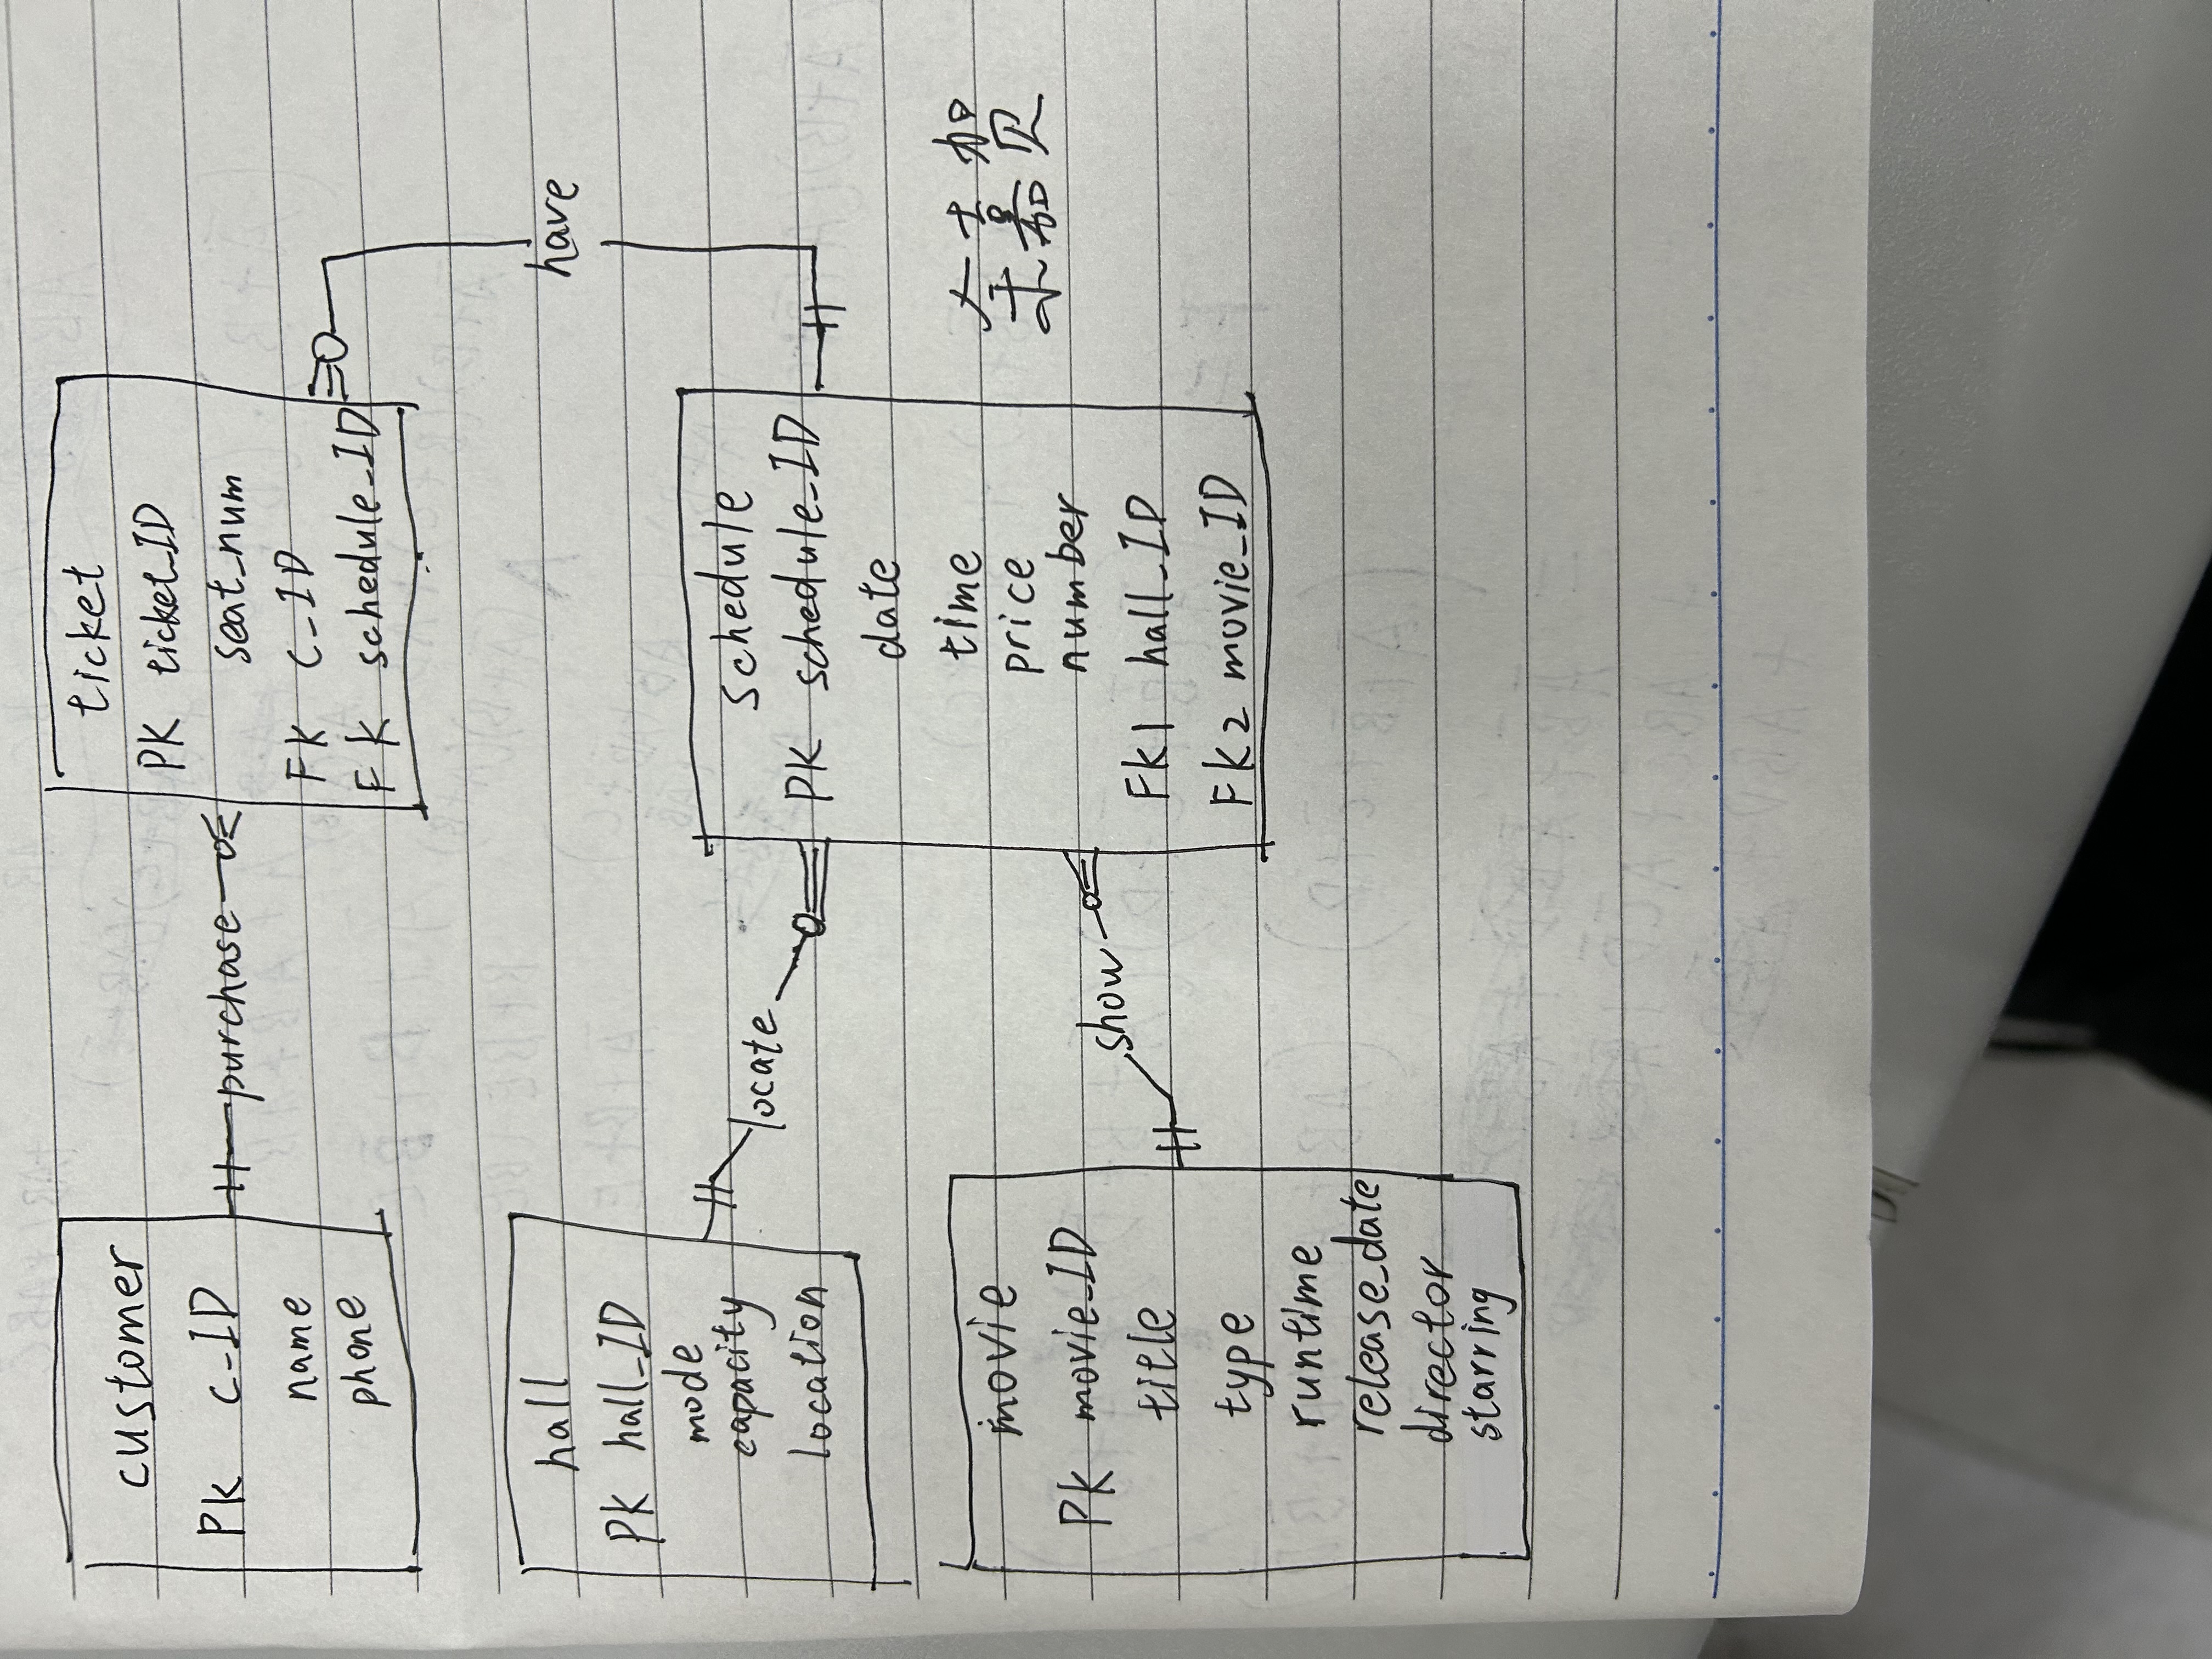 customer
PK c_ID
name
phone
purchase
ticket
PK ticket_ID
seat_num
FK c_ID
FK schedule_ID
have
hall
PK hall_ID
mode
capacity
location
locate
schedule
PK schedule_ID
date
time
price
number
FK1 hall_ID
FK2 movie_ID
movie
PK movie_ID
title
type
runtime
release_date
director
starring
show
余嘉贺